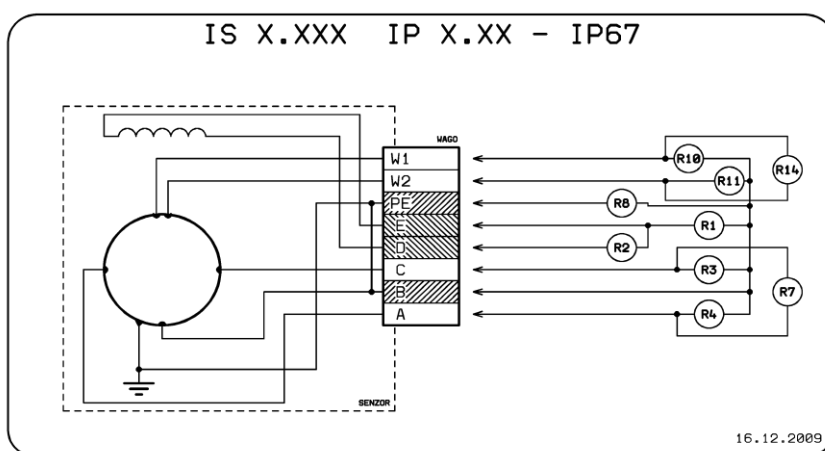 IS X.XXX IP X.XX - IP67
WAGO
W1
W2
PE
E
D
C
B
A
R10
R11
R14
R8
R1
R2
R3
R7
R4
SENZOR
16.12.2009